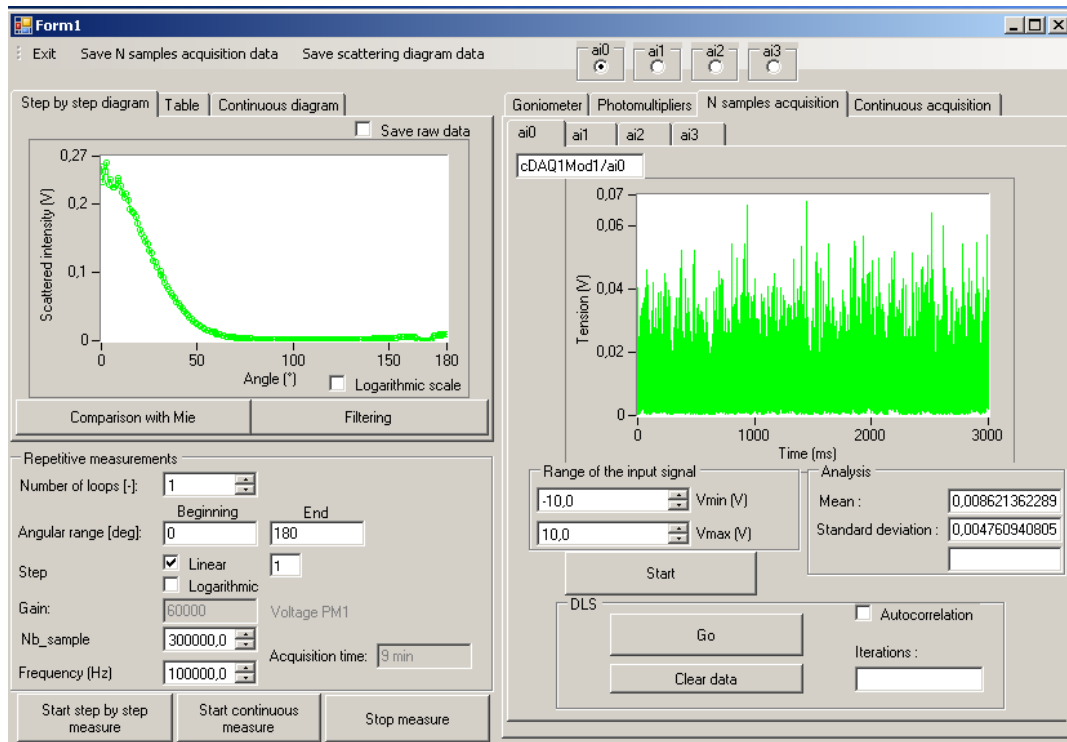 Form1
Exit Save N samples acquisition data Save scattering diagram data
ai0 ai1 ai2 ai3
Step by step diagram Table Continuous diagram
Save raw data
0,27
0,2
0,1
0
Scattered intensity (V)
0 50 100 150 180
Angle (°)
Logarithmic scale
Comparison with Mie Filtering
Repetitive measurements
Number of loops [-]: 1
Beginning End
Angular range [deg]: 0 180
Step Linear 1
Logarithmic
Gain: 60000 Voltage PM1
Nb_sample 300000,0
Acquisition time: 9 min
Frequency (Hz) 100000,0
Start step by step measure
Start continuous measure
Stop measure
Goniometer Photomultipliers N samples acquisition Continuous acquisition
ai0 ai1 ai2 ai3
cDAQ1Mod1/ai0
0,07
0,06
0,04
0,02
0
Tension (V)
0 1000 2000 3000
Time (ms)
Range of the input signal
-10,0 Vmin (V)
10,0 Vmax (V)
Analysis
Mean : 0,008621362289
Standard deviation : 0,004760940805
Start
DLS
Go
Clear data
Autocorrelation
Iterations :